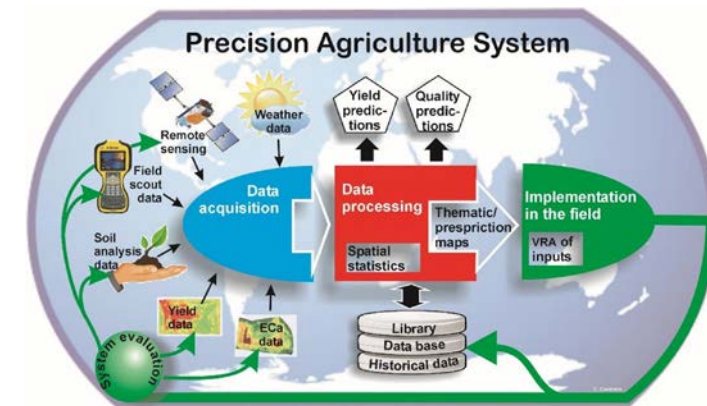 Precision Agriculture System
Remote
sensing
Weather
data
Yield
predic-
tions
Quality
predic-
tions
Field
scout
data
Data
acquisition
Data
processing
Thematic/
prespriction
maps
Spatial
statistics
Implementation
in the field
VRA of
inputs
Soil
analysis
data
Yield
data
ECa
data
Library
Data base
Historical data
System evaluation